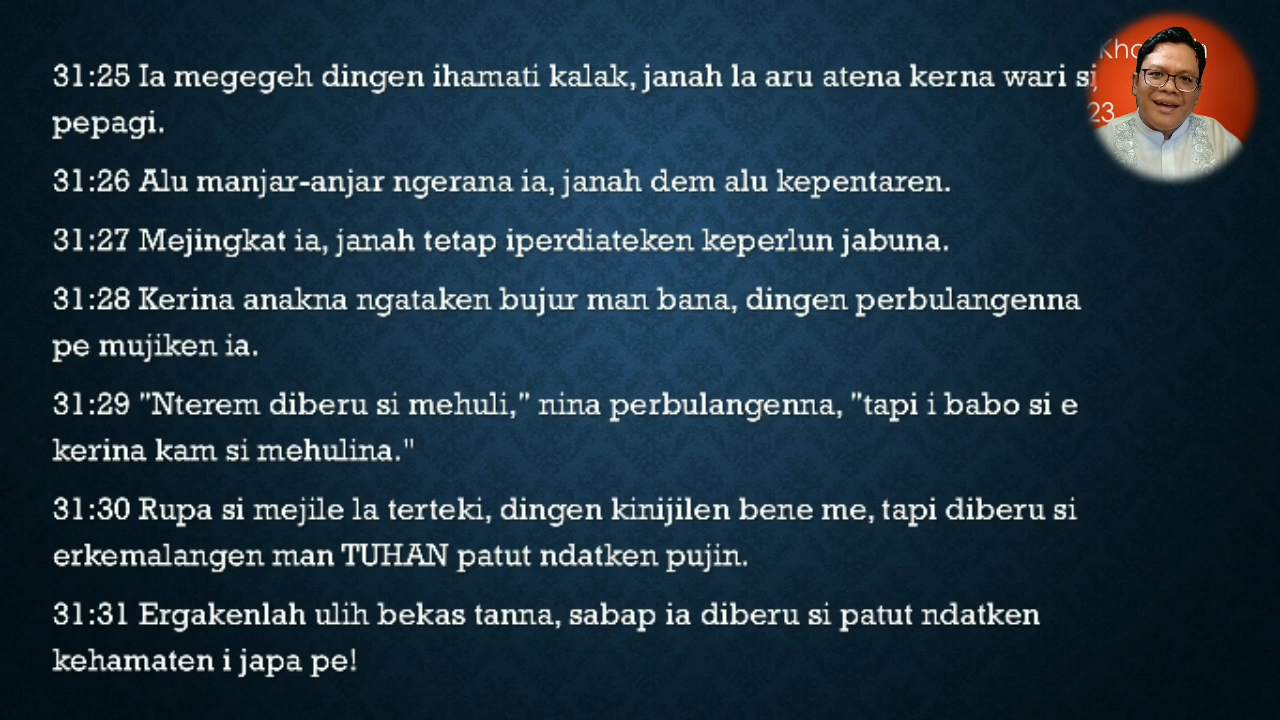 31:25 Ia megegeh dingen ihamati kalak, janah la aru atena kerna wari si
pepagi.
31:26 Alu manjar-anjar ngerana ia, janah dem alu kepentaren.
31:27 Mejingkat ia, janah tetap iperdiateken keperlun jabuna.
31:28 Kerina anakna ngataken bujur man bana, dingen perbulangenna
pe mujiken ia.
31:29 "Nterem diberu si mehuli," nina perbulangenna, "tapi i babo si e
kerina kam si mehulina."
31:30 Rupa si mejile la terteki, dingen kinijilen bene me, tapi diberu si
erkemalangen man TUHAN patut ndatken pujin.
31:31 Ergakenlah ulih bekas tanna, sabap ia diberu si patut ndatken
kehamaten i japa pe!
23